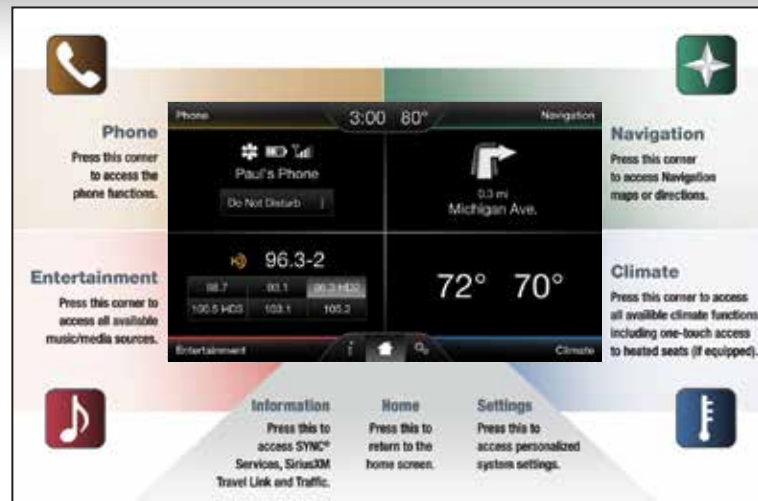 Phone
Press this corner
to access the
phone functions.
Entertainment
Press this corner to
access all available
music/media sources.
Phone
3:00 80°
Navigation
Paul's Phone
Do Not Disturb
0.3 mi
Michigan Ave.
96.3-2
98.7 93.1 96.3 HD2
100.5 HD3 103.1 105.3
72° 70°
Entertainment
i
Climate
Navigation
Press this corner
to access Navigation
maps or directions.
Climate
Press this corner to access
all availible climate functions
including one-touch access
to heated seats (if equipped).
Information
Press this to
access SYNC®
Services, SiriusXM
Travel Link and Traffic.
Home
Press this to
return to the
home screen.
Settings
Press this to
access personalized
system settings.